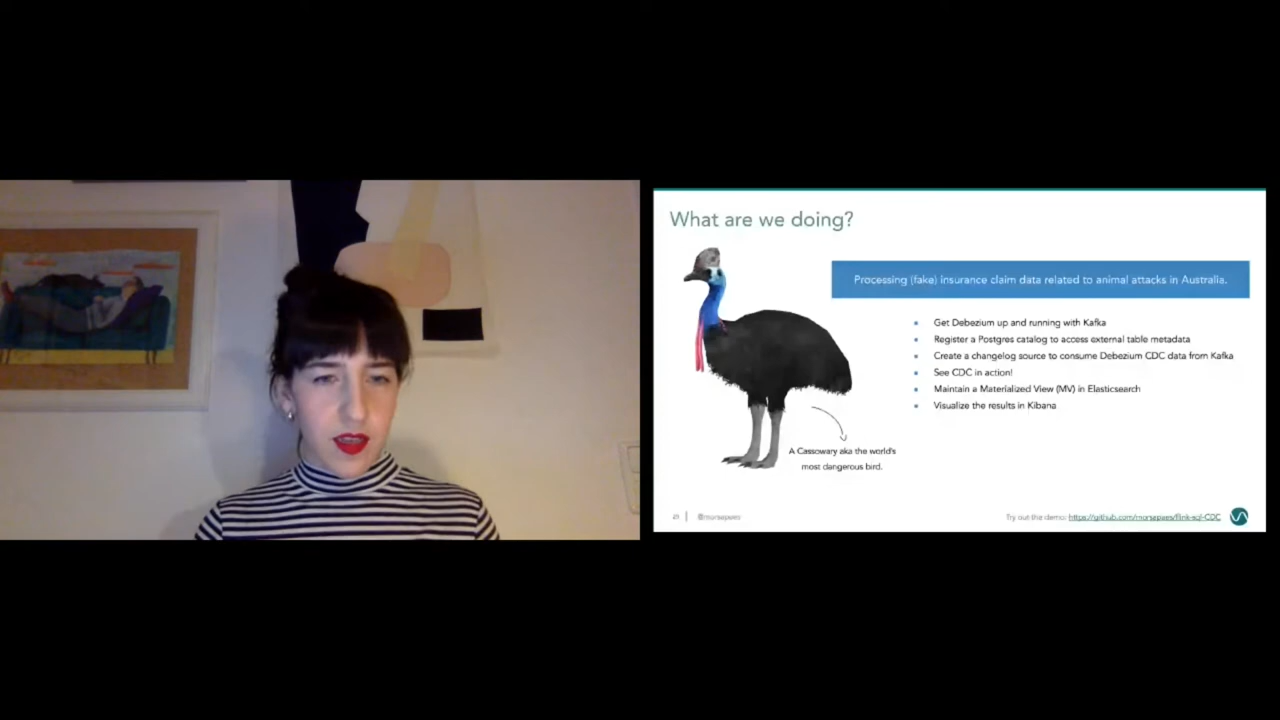 What are we doing?
Processing (fake) insurance claim data related to animal attacks in Australia.
Get Debezium up and running with Kafka
Register a Postgres catalog to access external table metadata
Create a changelog source to consume Debezium CDC data from Kafka
See CDC in action!
Maintain a Materialized View (MV) in Elasticsearch
Visualize the results in Kibana
A Cassowary aka the world's
most dangerous bird.
@morsapaes
Try out the demo: https://github.com/morsapaes/flink-sql-CDC